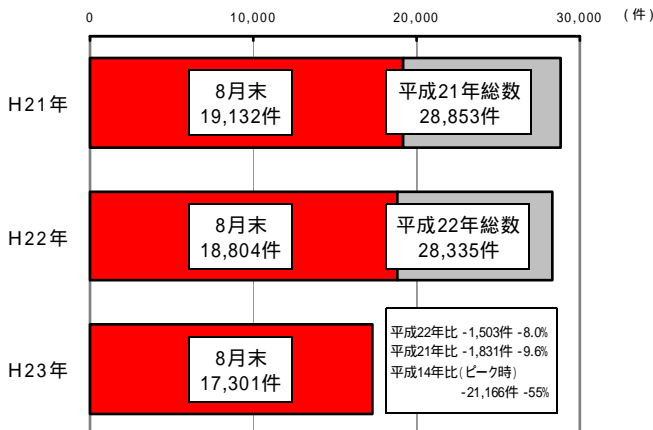 0 10,000 20,000 30,000 (件)
H21年
8月末
19,132件
平成21年総数
28,853件
H22年
8月末
18,804件
平成22年総数
28,335件
H23年
8月末
17,301件
平成22年比 -1,503件 -8.0%
平成21年比 -1,831件 -9.6%
平成14年比(ピーク時)
-21,166件 -55%